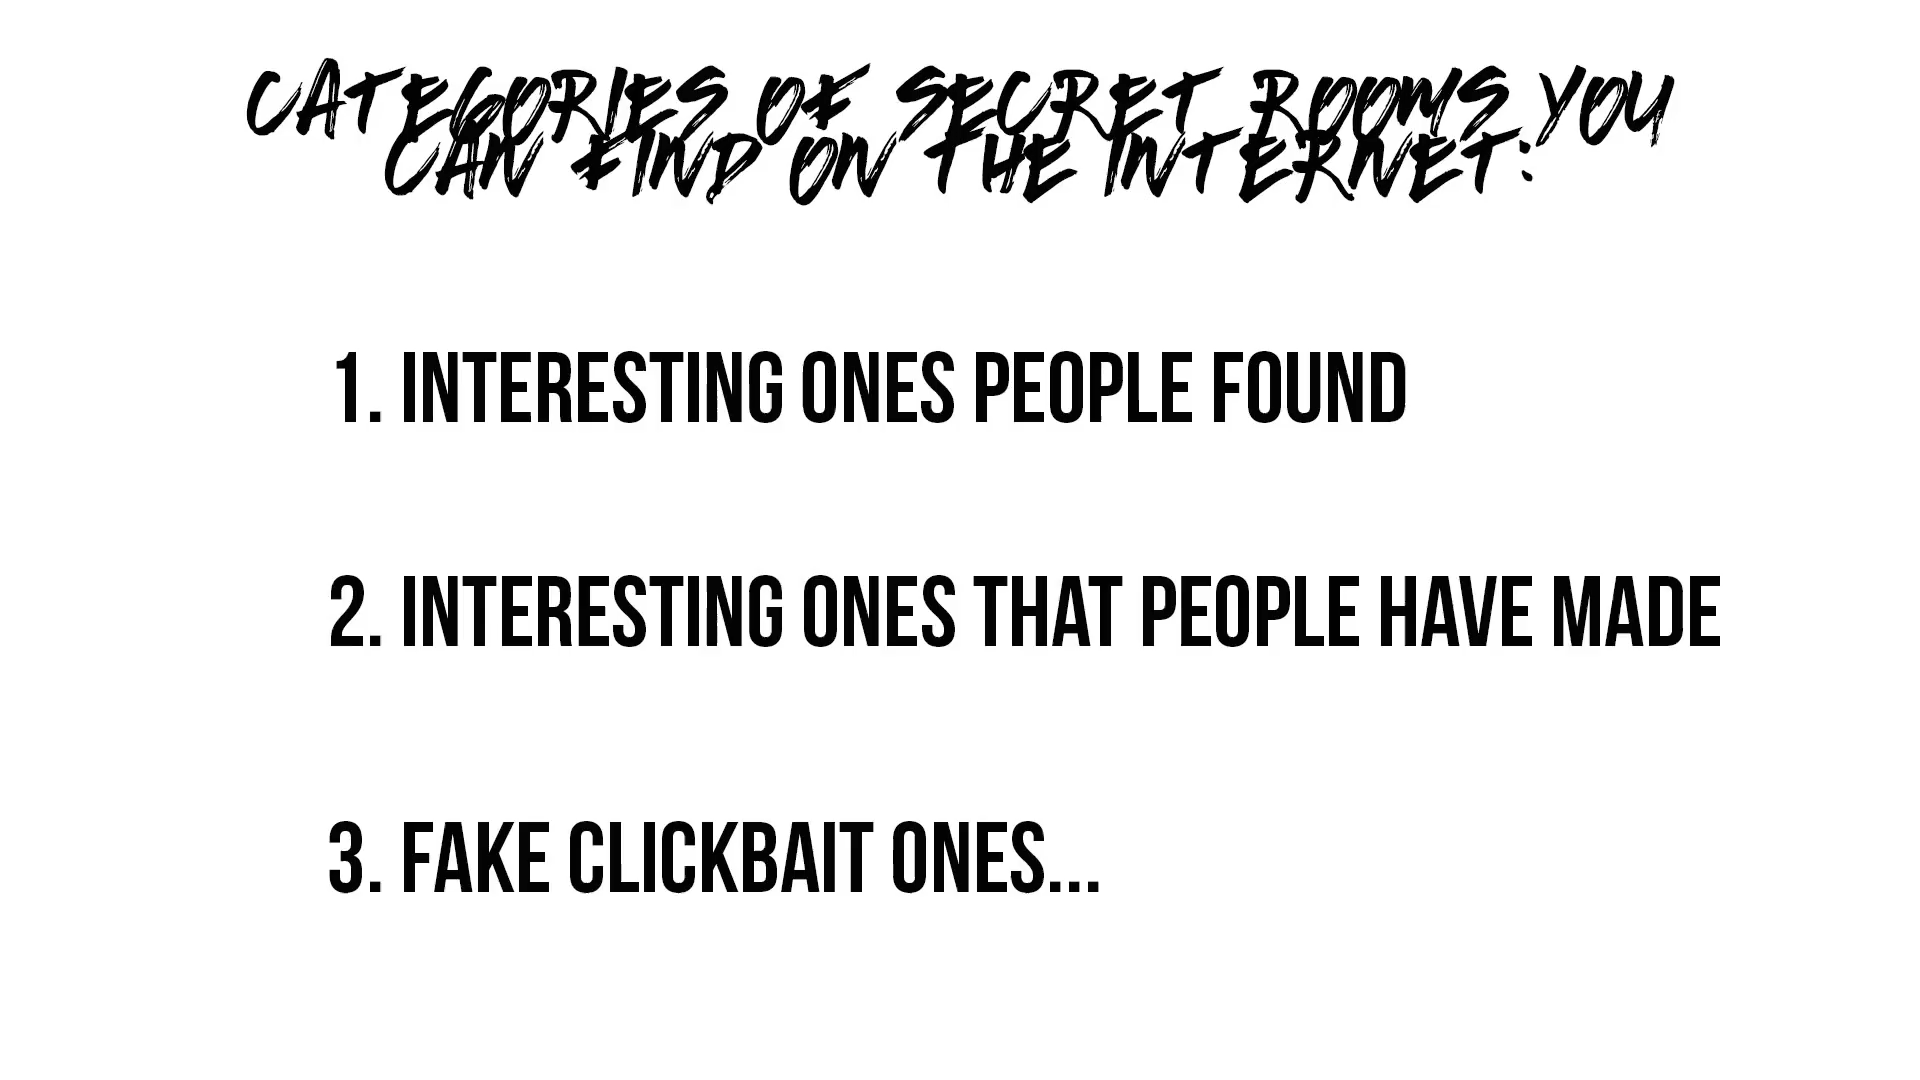 CATEGORIES OF SECRET ROOMS YOU
CAN FIND ON THE INTERNET:
1. INTERESTING ONES PEOPLE FOUND
2. INTERESTING ONES THAT PEOPLE HAVE MADE
3. FAKE CLICKBAIT ONES...